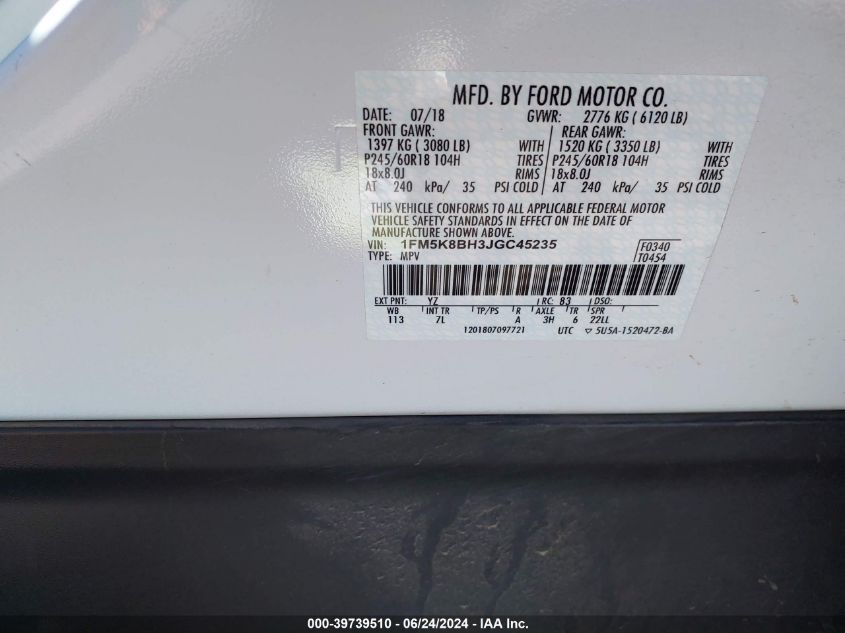 MFD. BY FORD MOTOR CO.
DATE: 07/18 GVWR: 2776 KG ( 6120 LB)
FRONT GAWR: REAR GAWR:
1397 KG ( 3080 LB) WITH 1520 KG ( 3350 LB) WITH
P245/60R18 104H TIRES P245/60R18 104H TIRES
18x8.0J RIMS 18x8.0J RIMS
AT 240 kPa/ 35 PSI COLD AT 240 kPa/ 35 PSI COLD
THIS VEHICLE CONFORMS TO ALL APPLICABLE FEDERAL MOTOR
VEHICLE SAFETY STANDARDS IN EFFECT ON THE DATE OF
MANUFACTURE SHOWN ABOVE.
VIN: 1FM5K8BH3JGC45235 F0340
TYPE: MPV T0454
EXT PNT: YZ RC: 83 DSO:
WB INT TR TP/PS R AXLE TR SPR
113 7L A 3H 6 22LL
1201807097721 UTC ▽ 5U5A-1520472-BA
000-39739510 - 06/24/2024 - IAA Inc.